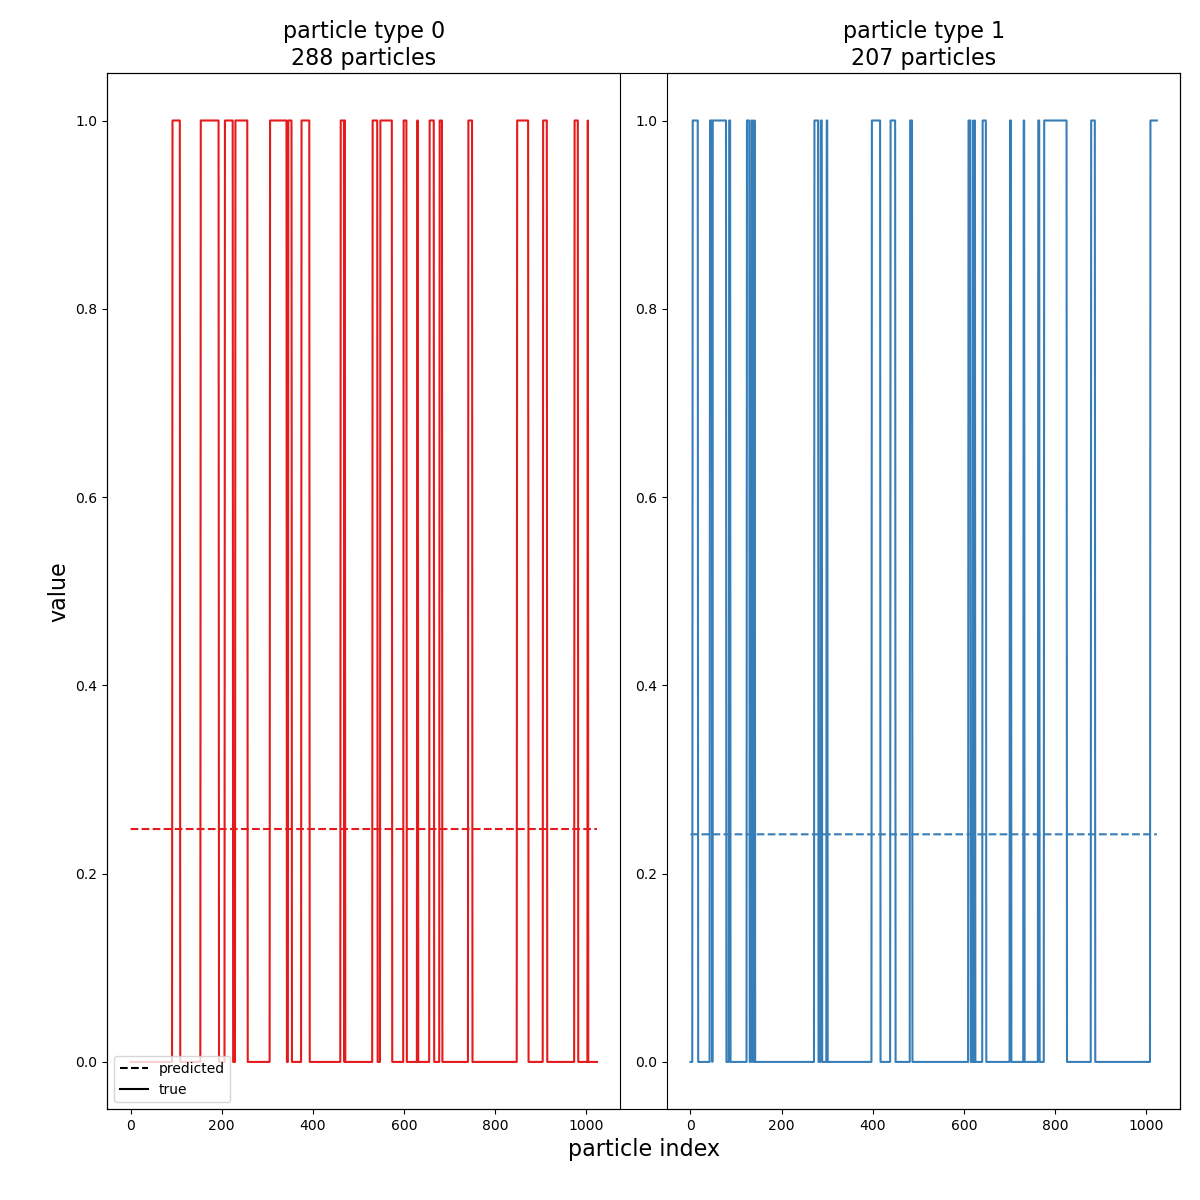 particle type 0
288 particles
particle type 1
207 particles
1.0
0.8
0.6
0.4
0.2
0.0
1.0
0.8
0.6
0.4
0.2
0.0
value
predicted
true
0 200 400 600 800 1000
0 200 400 600 800 1000
particle index